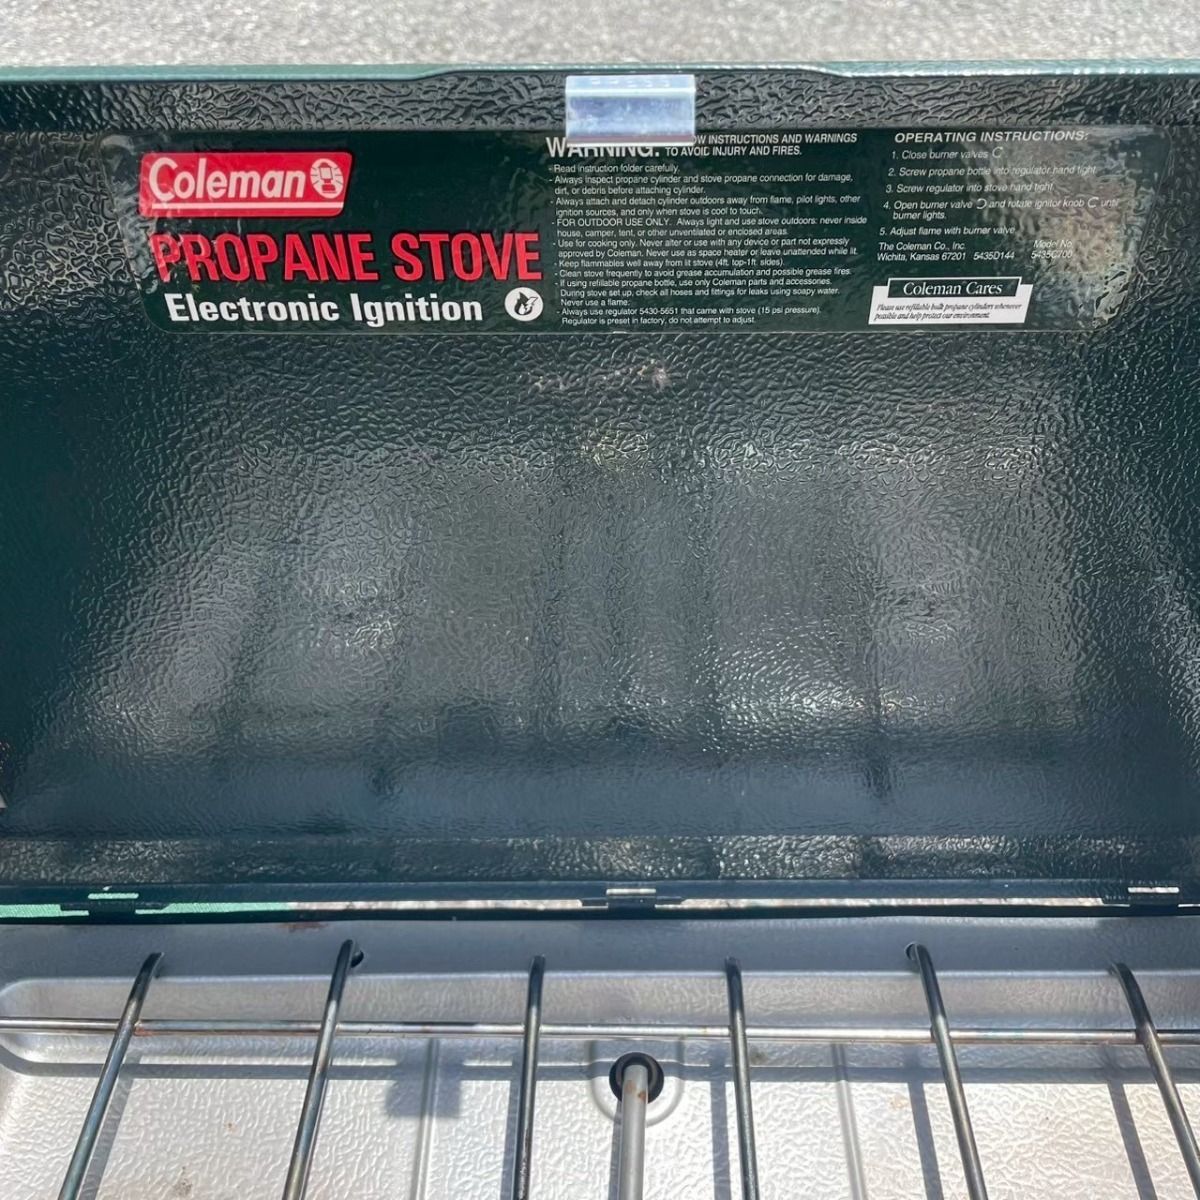 Coleman
PROPANE STOVE
Electronic Ignition
WARNING: OW INSTRUCTIONS AND WARNINGS
TO AVOID INJURY AND FIRES.
- Read instruction folder carefully.
- Always inspect propane cylinder and stove propane connection for damage,
dirt, or debris before attaching cylinder.
- Always attach and detach cylinder outdoors away from flame, pilot lights, other
ignition sources, and only when stove is cool to touch.
- FOR OUTDOOR USE ONLY. Always light and use stove outdoors: never inside
house, camper, tent, or other unventilated or enclosed areas.
- Use for cooking only. Never alter or use with any device or part not expressly
approved by Coleman. Never use as space heater or leave unattended while lit.
- Keep flammables well away from lit stove (4ft. top-1ft. sides).
- Clean stove frequently to avoid grease accumulation and possible grease fires.
- If using refillable propane bottle, use only Coleman parts and accessories.
During stove set up, check all hoses and fittings for leaks using soapy water.
Never use a flame.
- Always use regulator 5430-5651 that came with stove (15 psi pressure).
Regulator is preset in factory, do not attempt to adjust.
OPERATING INSTRUCTIONS:
1. Close burner valves
2. Screw propane bottle into regulator hand tight
3. Screw regulator into stove hand tight
4. Open burner valve and rotate ignitor knob until
burner lights.
5. Adjust flame with burner valve
The Coleman Co., Inc. Model No.
Wichita, Kansas 67201 5435D144 5435C700
Coleman Cares
Please use refillable bulk propane cylinders whenever
possible and help protect our environment.